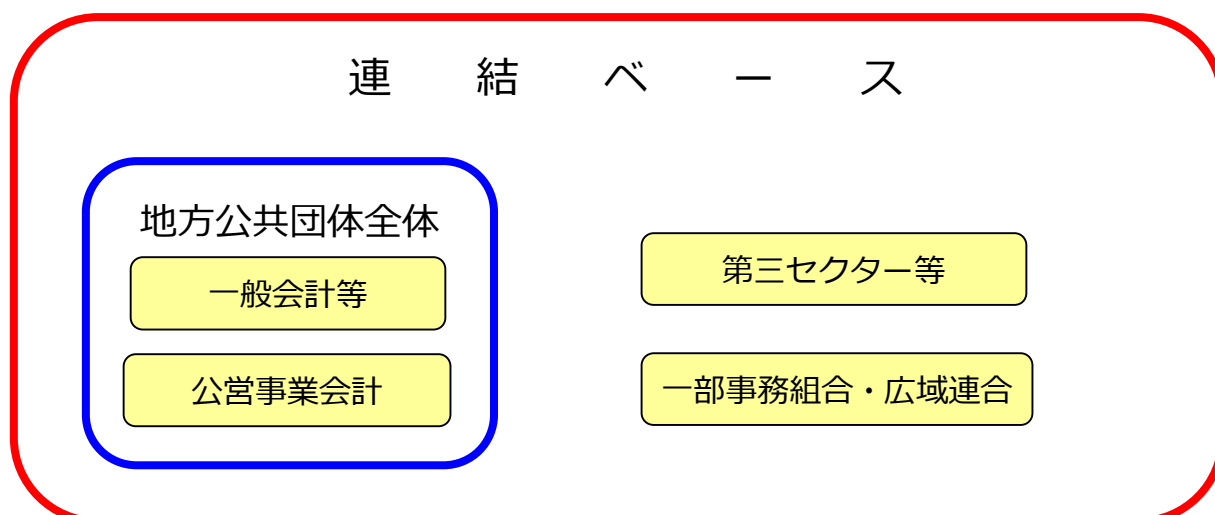 連結ベース
地方公共団体全体
一般会計等
公営事業会計
第三セクター等
一部事務組合・広域連合